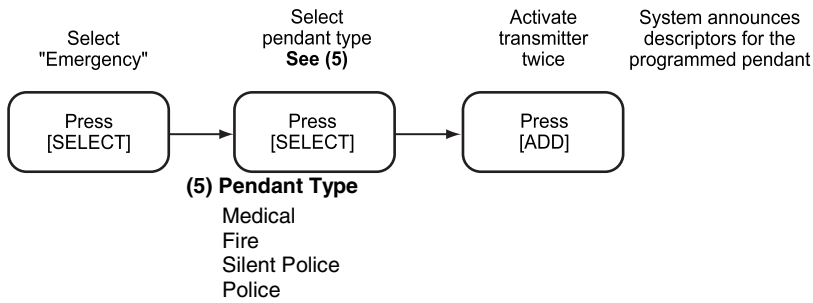 Select
"Emergency"
Select
pendant type
See (5)
Activate
transmitter
twice
System announces
descriptors for the
programmed pendant
Press
[SELECT]
Press
[SELECT]
Press
[ADD]
(5) Pendant Type
Medical
Fire
Silent Police
Police